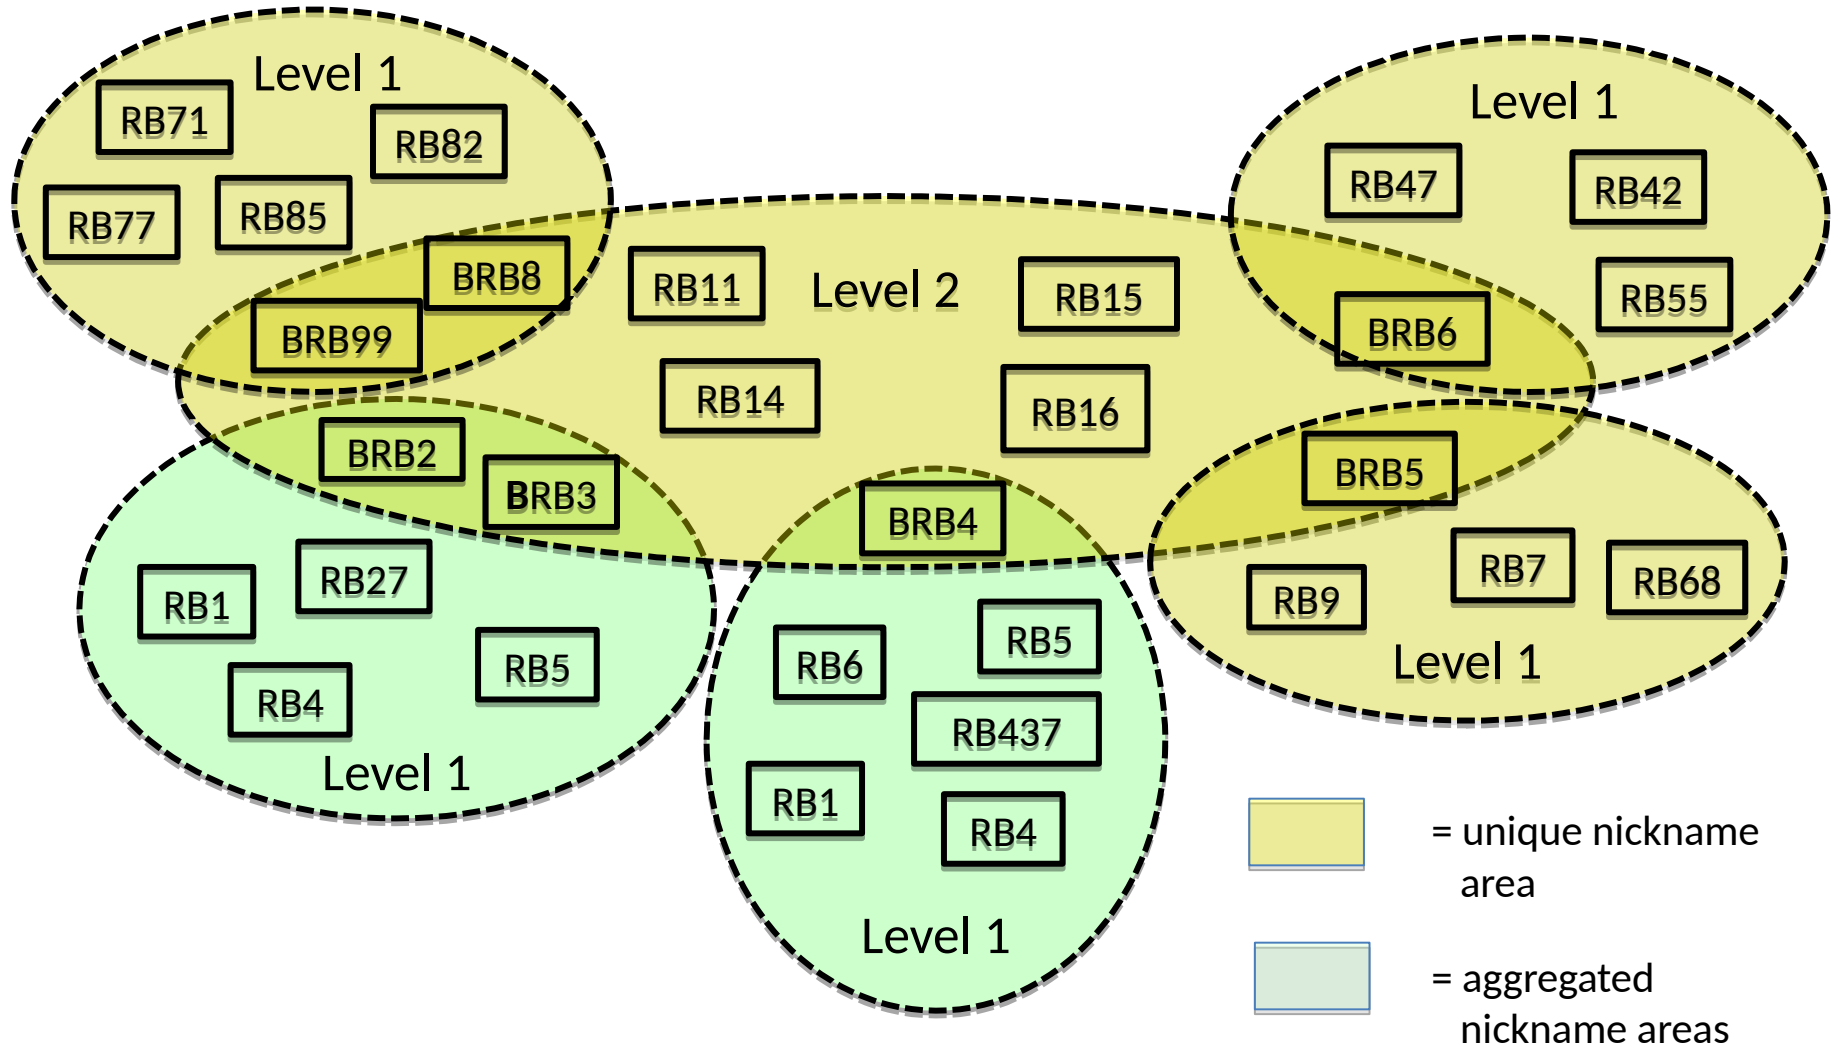 Level 1
RB71
RB82
RB77
RB85
BRB8
BRB99
Level 1
RB47
RB42
RB55
BRB6
Level 2
RB11
RB15
RB14
RB16
BRB2
BRB3
RB1
RB27
RB5
RB4
Level 1
BRB4
RB5
RB6
RB437
RB1
RB4
Level 1
BRB5
RB7
RB68
RB9
Level 1
= unique nickname
area
= aggregated
nickname areas